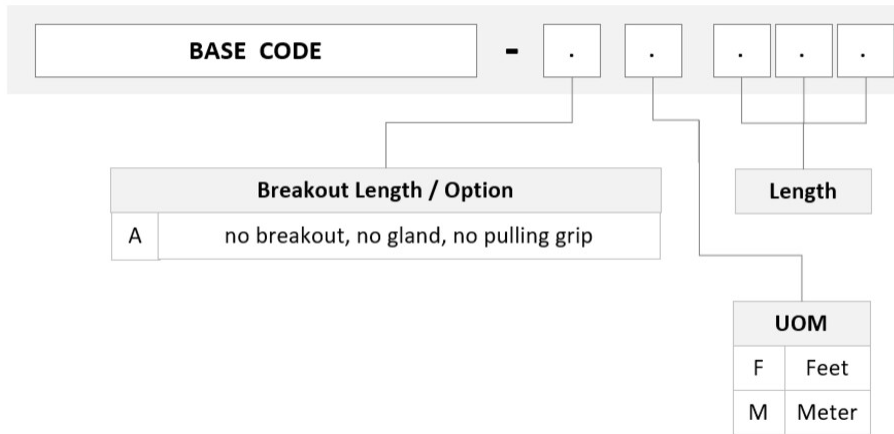 BASE CODE - . . . . .
Breakout Length / Option
A no breakout, no gland, no pulling grip
Length
UOM
F Feet
M Meter